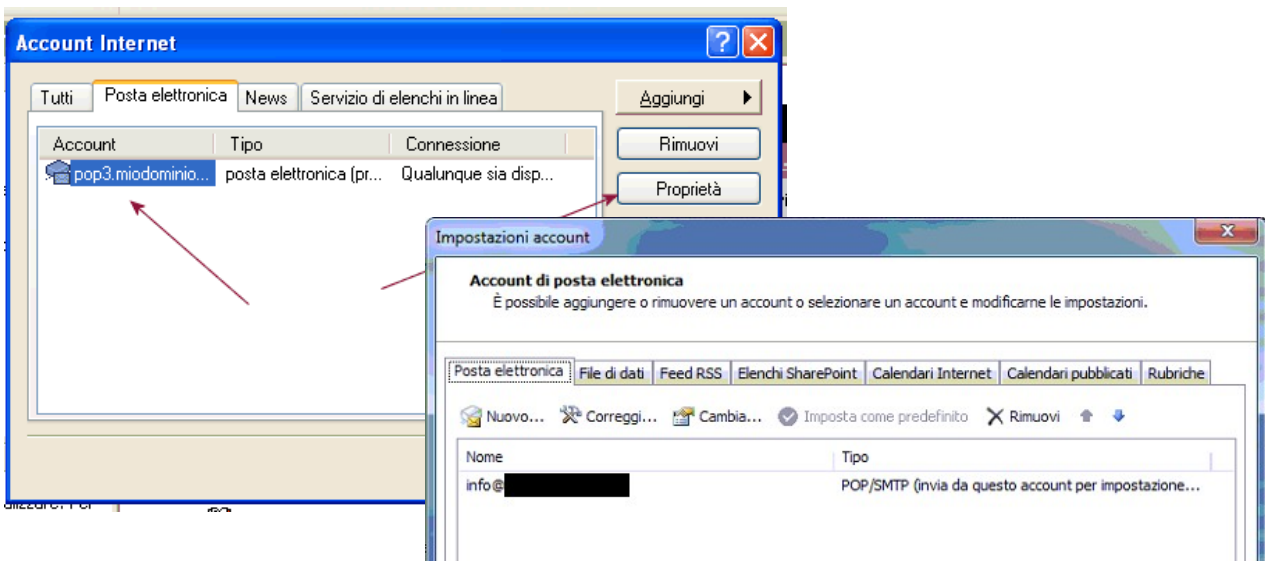 Account Internet
Tutti Posta elettronica News Servizio di elenchi in linea
Aggiungi
Account Tipo Connessione
Rimuovi
pop3.miodominio... posta elettronica (pr... Qualunque sia disp...
Proprietà
Impostazioni account
Account di posta elettronica
È possibile aggiungere o rimuovere un account o selezionare un account e modificarne le impostazioni.
Posta elettronica File di dati Feed RSS Elenchi SharePoint Calendari Internet Calendari pubblicati Rubriche
Nuovo... Correggi... Cambia... Imposta come predefinito Rimuovi
Nome Tipo
info@ POP/SMTP (invia da questo account per impostazione...